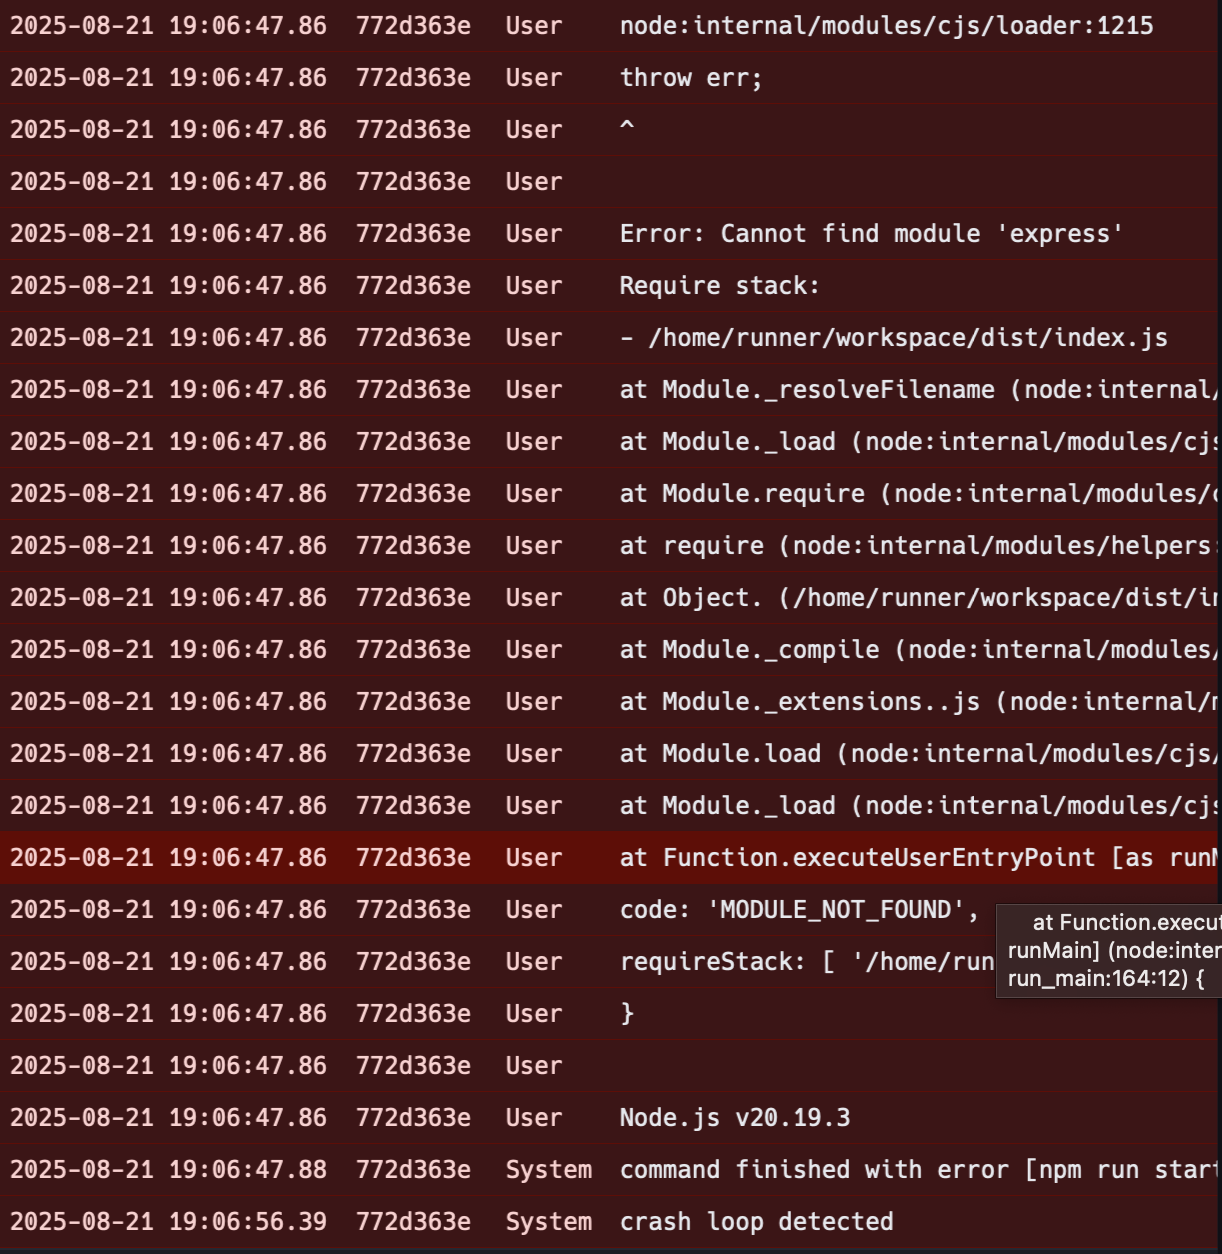 2025-08-21 19:06:47.86 772d363e User node:internal/modules/cjs/loader:1215
2025-08-21 19:06:47.86 772d363e User throw err;
2025-08-21 19:06:47.86 772d363e User ^
2025-08-21 19:06:47.86 772d363e User
2025-08-21 19:06:47.86 772d363e User Error: Cannot find module 'express'
2025-08-21 19:06:47.86 772d363e User Require stack:
2025-08-21 19:06:47.86 772d363e User - /home/runner/workspace/dist/index.js
2025-08-21 19:06:47.86 772d363e User at Module._resolveFilename (node:internal/
2025-08-21 19:06:47.86 772d363e User at Module._load (node:internal/modules/cjs
2025-08-21 19:06:47.86 772d363e User at Module.require (node:internal/modules/c
2025-08-21 19:06:47.86 772d363e User at require (node:internal/modules/helpers:
2025-08-21 19:06:47.86 772d363e User at Object. (/home/runner/workspace/dist/in
2025-08-21 19:06:47.86 772d363e User at Module._compile (node:internal/modules/
2025-08-21 19:06:47.86 772d363e User at Module._extensions..js (node:internal/m
2025-08-21 19:06:47.86 772d363e User at Module.load (node:internal/modules/cjs/
2025-08-21 19:06:47.86 772d363e User at Module._load (node:internal/modules/cjs
2025-08-21 19:06:47.86 772d363e User at Function.executeUserEntryPoint [as runM
2025-08-21 19:06:47.86 772d363e User code: 'MODULE_NOT_FOUND',
at Function.execut
2025-08-21 19:06:47.86 772d363e User requireStack: [ '/home/run
runMain] (node:inter
run_main:164:12) {
2025-08-21 19:06:47.86 772d363e User }
2025-08-21 19:06:47.86 772d363e User
2025-08-21 19:06:47.86 772d363e User Node.js v20.19.3
2025-08-21 19:06:47.88 772d363e System command finished with error [npm run start
2025-08-21 19:06:56.39 772d363e System crash loop detected